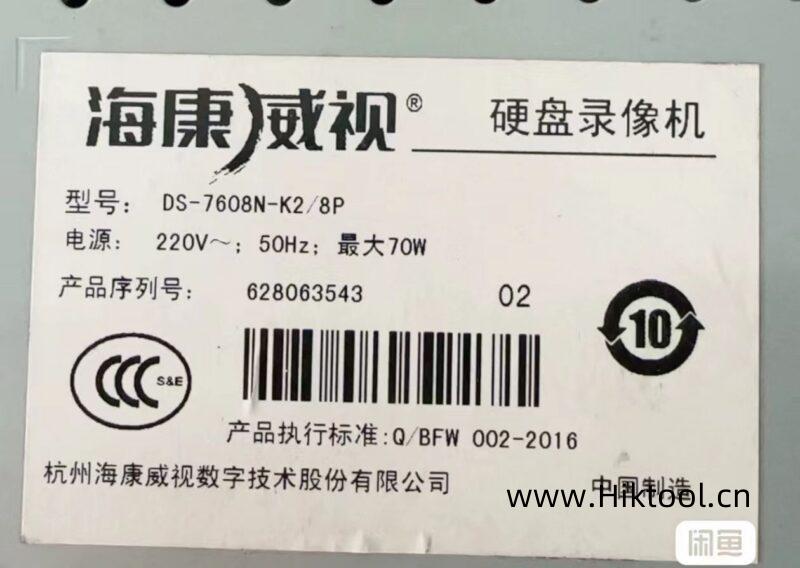 海康威视®
硬盘录像机
型号: DS-7608N-K2/8P
电源: 220V～; 50Hz; 最大70W
产品序列号: 628063543 02
10
CCC S&E
产品执行标准:Q/BFW 002-2016
杭州海康威视数字技术股份有限公司 中国制造
www.Hiktool.cn
闲鱼